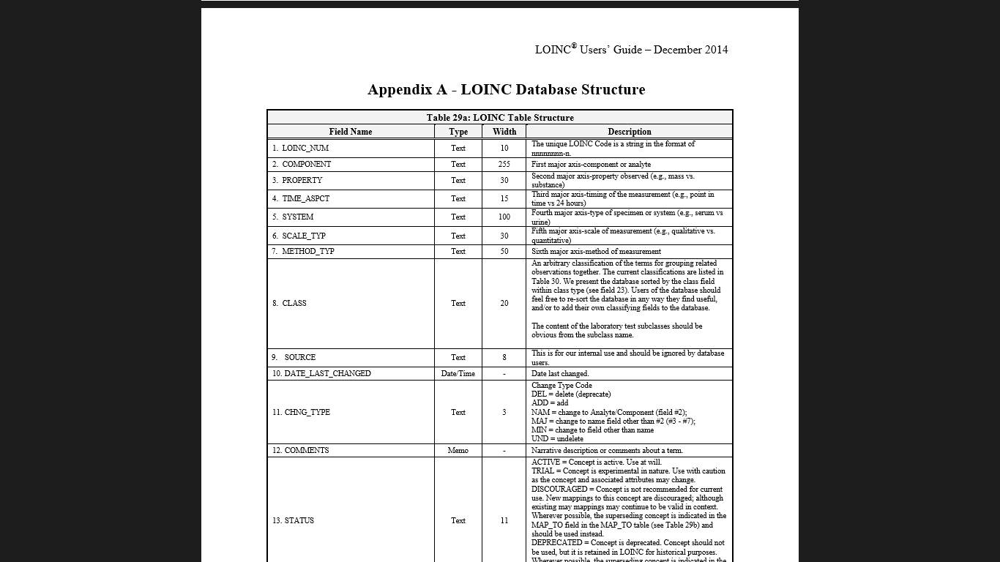 LOINC® Users' Guide – December 2014
Appendix A - LOINC Database Structure
Table 29a: LOINC Table Structure
Field Name Type Width Description
1. LOINC_NUM Text 10 The unique LOINC Code is a string in the format of
nnnnnnnn-n.
2. COMPONENT Text 255 First major axis-component or analyte
3. PROPERTY Text 30 Second major axis-property observed (e.g., mass vs.
substance)
4. TIME_ASPCT Text 15 Third major axis-timing of the measurement (e.g., point in
time vs 24 hours)
5. SYSTEM Text 100 Fourth major axis-type of specimen or system (e.g., serum vs
urine)
6. SCALE_TYP Text 30 Fifth major axis-scale of measurement (e.g., qualitative vs.
quantitative)
7. METHOD_TYP Text 50 Sixth major axis-method of measurement
8. CLASS Text 20 An arbitrary classification of the terms for grouping related
observations together. The current classifications are listed in
Table 30. We present the database sorted by the class field
within class type (see field 23). Users of the database should
feel free to re-sort the database in any way they find useful,
and/or to add their own classifying fields to the database.
The content of the laboratory test subclasses should be
obvious from the subclass name.
9. SOURCE Text 8 This is for our internal use and should be ignored by database
users.
10. DATE_LAST_CHANGED Date/Time - Date last changed.
11. CHNG_TYPE Text 3 Change Type Code
DEL = delete (deprecate)
ADD = add
NAM = change to Analyte/Component (field #2);
MAJ = change to name field other than #2 (#3 - #7);
MIN = change to field other than name
UND = undelete
12. COMMENTS Memo - Narrative description or comments about a term.
13. STATUS Text 11 ACTIVE = Concept is active. Use at will.
TRIAL = Concept is experimental in nature. Use with caution
as the concept and associated attributes may change.
DISCOURAGED = Concept is not recommended for current
use. New mappings to this concept are discouraged; although
existing may mappings may continue to be valid in context.
Wherever possible, the superseding concept is indicated in the
MAP_TO field in the MAP_TO table (see Table 29b) and
should be used instead.
DEPRECATED = Concept is deprecated. Concept should not
be used, but it is retained in LOINC for historical purposes.
Wherever possible, the superseding concept is indicated in the